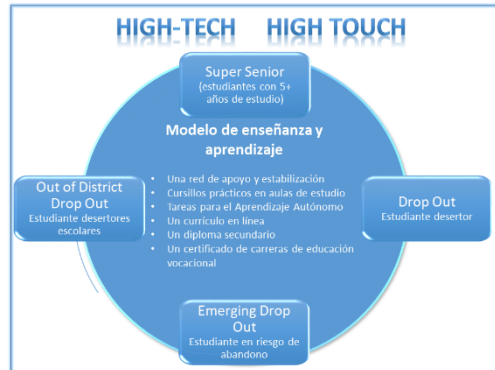 HIGH-TECH HIGH TOUCH
Super Senior
(estudiantes con 5+
años de estudio)
Modelo de enseñanza y
aprendizaje
• Una red de apoyo y estabilización
• Cursillos prácticos en aulas de estudio
• Tareas para el Aprendizaje Autónomo
• Un currículo en línea
• Un diploma secundario
• Un certificado de carreras de educación
vocacional
Out of District
Drop Out
Estudiante desertores
escolares
Drop Out
Estudiante desertor
Emerging Drop
Out
Estudiante en riesgo de
abandono